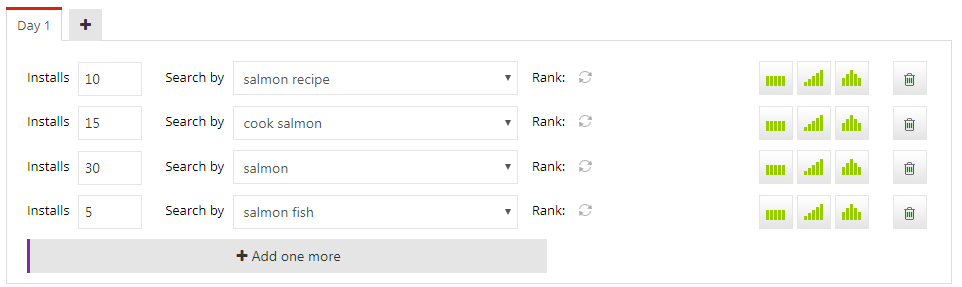 Day 1
Installs 10 Search by salmon recipe Rank:
Installs 15 Search by cook salmon Rank:
Installs 30 Search by salmon Rank:
Installs 5 Search by salmon fish Rank:
Add one more